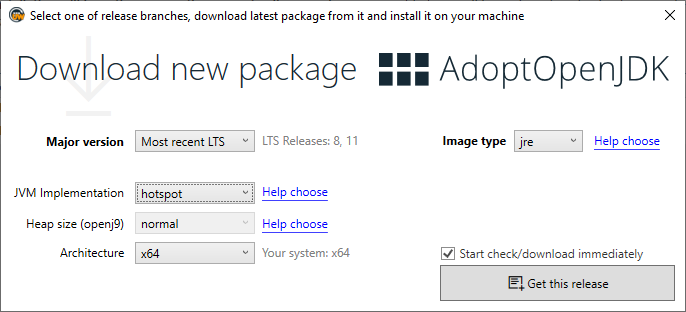 Select one of release branches, download latest package from it and install it on your machine
Download new package AdoptOpenJDK
Major version Most recent LTS LTS Releases: 8, 11 Image type jre Help choose
JVM Implementation hotspot Help choose
Heap size (openj9) normal Help choose
Architecture x64 Your system: x64
Start check/download immediately
Get this release